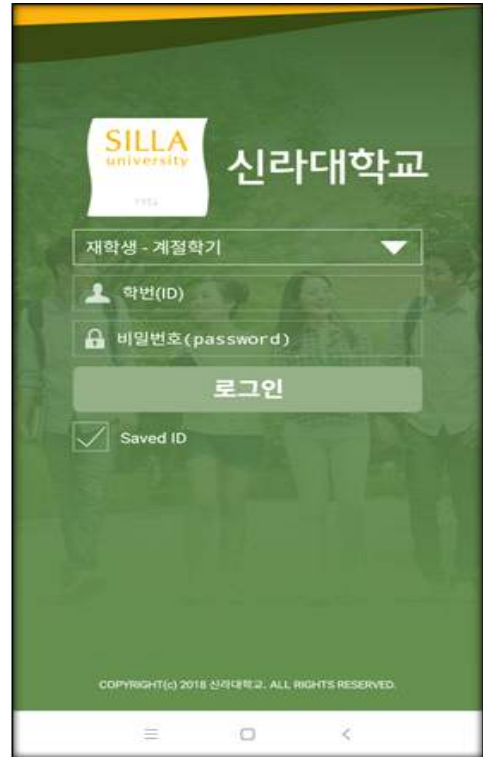 SILLA
university
1954
신라대학교
재학생 - 계절학기
학번(ID)
비밀번호(password)
로그인
Saved ID
COPYRIGHT(c) 2018 신라대학교. ALL RIGHTS RESERVED.